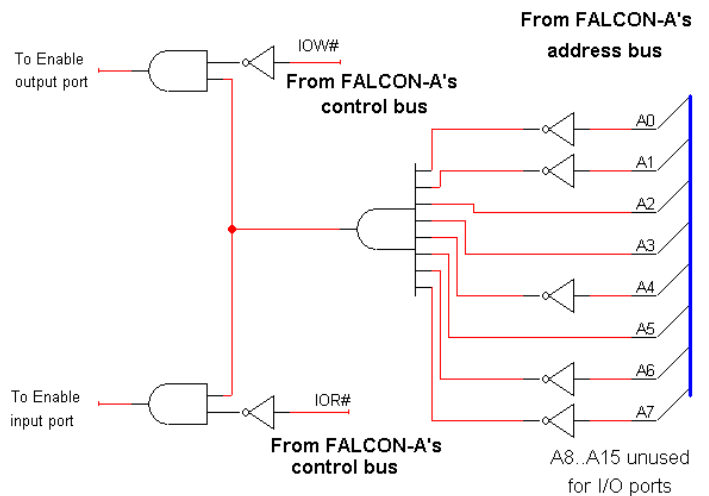 From FALCON-A's
address bus
To Enable
output port
IOW#
From FALCON-A's
control bus
A0
A1
A2
A3
A4
A5
A6
A7
To Enable
input port
IOR#
From FALCON-A's
control bus
A8..A15 unused
for I/O ports